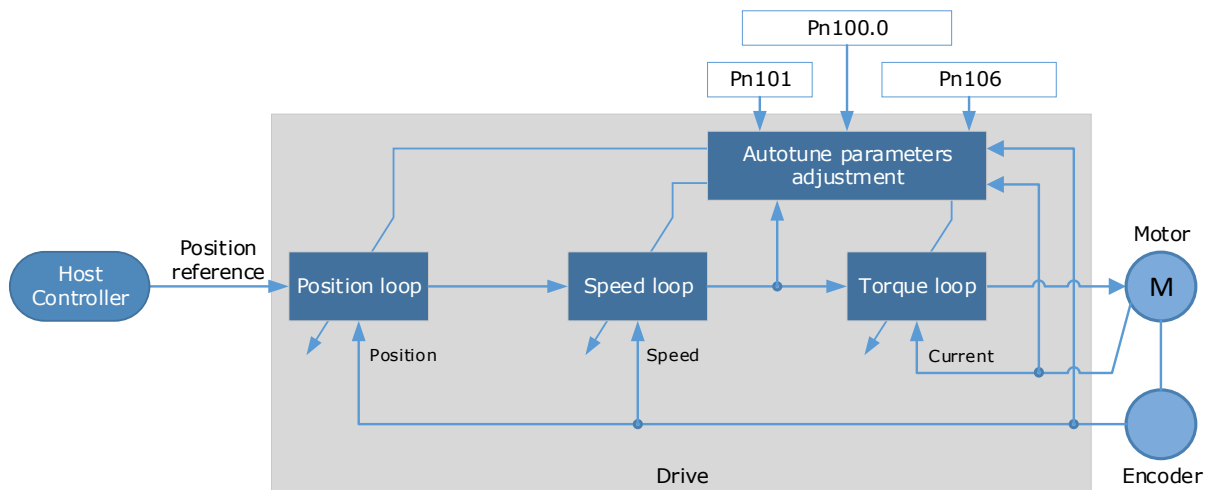 Pn100.0
Pn101
Pn106
Autotune parameters
adjustment
Position
reference
Motor
Host
Controller
Position loop
Speed loop
Torque loop
M
Position
Speed
Current
Drive
Encoder